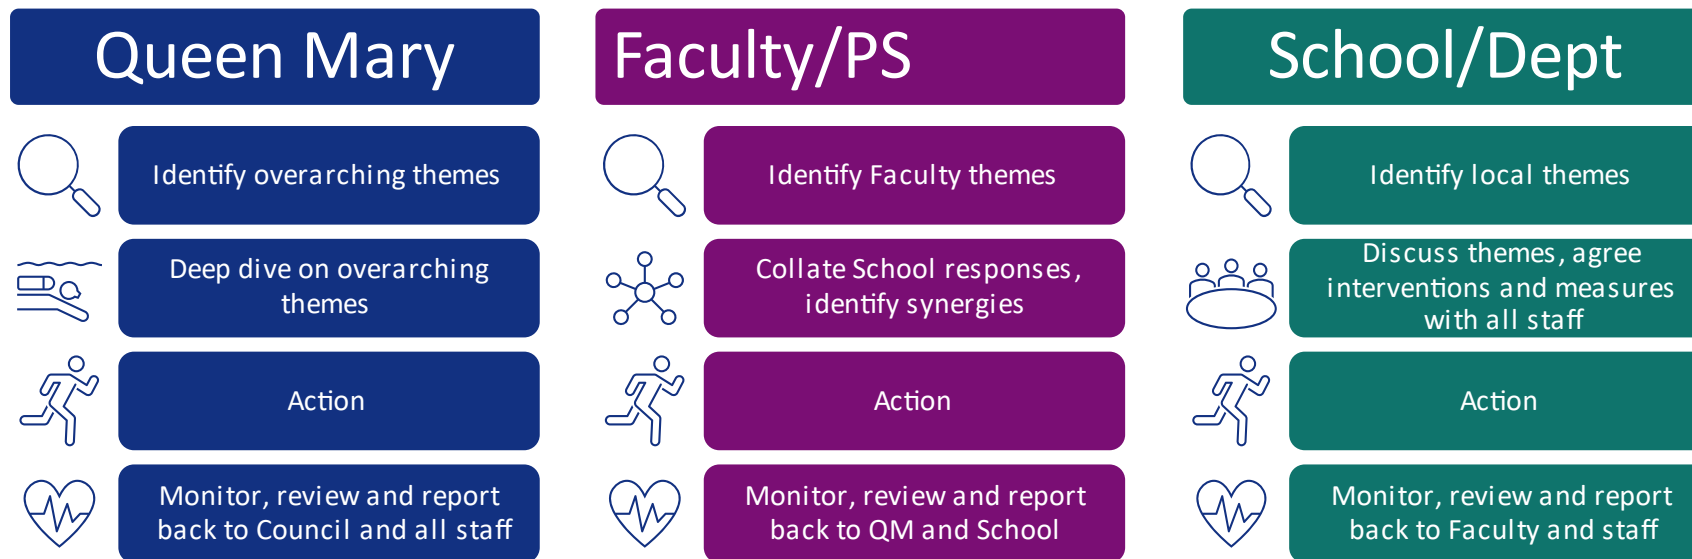 Queen Mary
Identify overarching themes
Deep dive on overarching
themes
Action
Monitor, review and report
back to Council and all staff
Faculty/PS
Identify Faculty themes
Collate School responses,
identify synergies
Action
Monitor, review and report
back to QM and School
School/Dept
Identify local themes
Discuss themes, agree
interventions and measures
with all staff
Action
Monitor, review and report
back to Faculty and staff